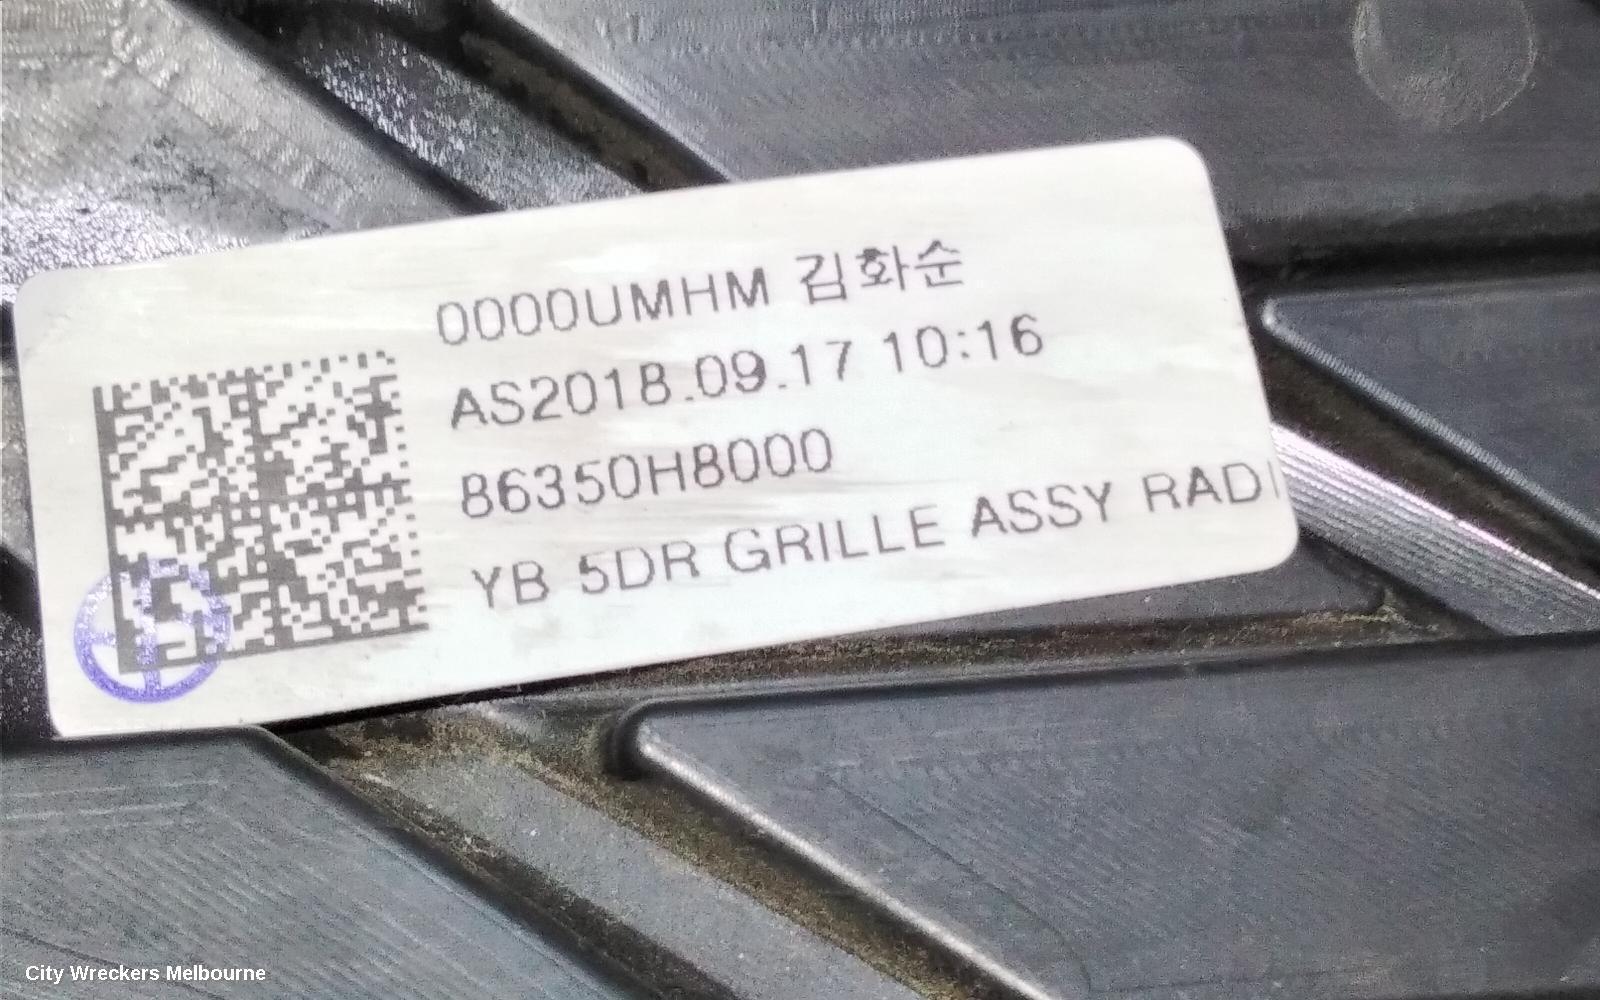 0000UMHM 김화순
AS2018.09.17 10:16
86350H8000
YB 5DR GRILLE ASSY RADI
City Wreckers Melbourne